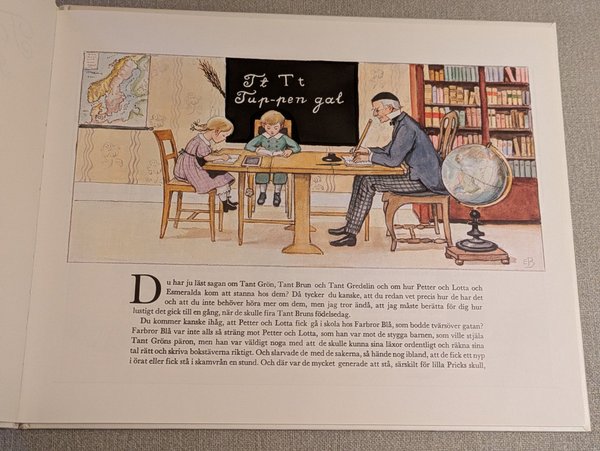 Tt Tt
Tup-pen gal
EB
Du har ju läst sagan om Tant Grön, Tant Brun och Tant Gredelin och om hur Petter och Lotta och
Esmeralda kom att stanna hos dem? Då tycker du kanske, att du redan vet precis hur de har det
och att du inte behöver höra mer om dem, men jag tror ändå, att jag måste berätta för dig hur
lustigt det gick till en gång, när de skulle fira Tant Bruns födelsedag.
Du kommer kanske ihåg, att Petter och Lotta fick gå i skola hos Farbror Blå, som bodde tvärsöver gatan?
Farbror Blå var inte alls så sträng mot Petter och Lotta, som han var mot de stygga barnen, som ville stjäla
Tant Gröns päron, men han var väldigt noga med att de skulle kunna sina läxor ordentligt och räkna sina
tal rätt och skriva bokstäverna riktigt. Och slarvade de med de sakerna, så hände nog ibland, att de fick ett nyp
i örat eller fick stå i skamvrån en stund. Och där var de mycket generade att stå, särskilt för lilla Pricks skull,